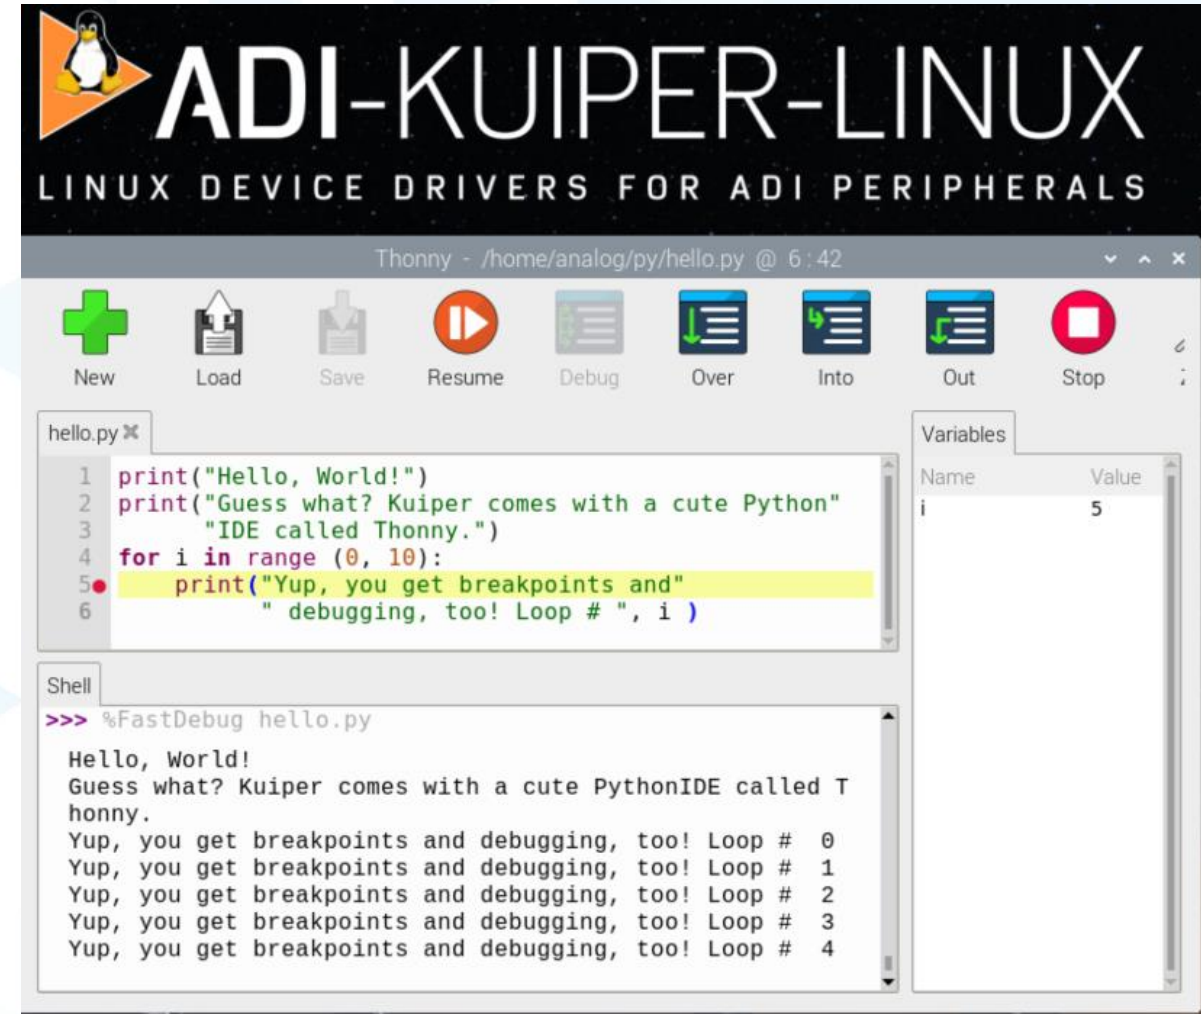 ADI-KUIPER-LINUX
LINUX DEVICE DRIVERS FOR ADI PERIPHERALS
Thonny - /home/analog/py/hello.py @ 6:42
New Load Save Resume Debug Over Into Out Stop
hello.py
1 print("Hello, World!")
2 print("Guess what? Kuiper comes with a cute Python"
3       "IDE called Thonny.")
4 for i in range (0, 10):
5     print("Yup, you get breakpoints and"
6           " debugging, too! Loop # ", i )
Variables
Name Value
i 5
Shell
>>> %FastDebug hello.py
Hello, World!
Guess what? Kuiper comes with a cute PythonIDE called T
honny.
Yup, you get breakpoints and debugging, too! Loop #  0
Yup, you get breakpoints and debugging, too! Loop #  1
Yup, you get breakpoints and debugging, too! Loop #  2
Yup, you get breakpoints and debugging, too! Loop #  3
Yup, you get breakpoints and debugging, too! Loop #  4